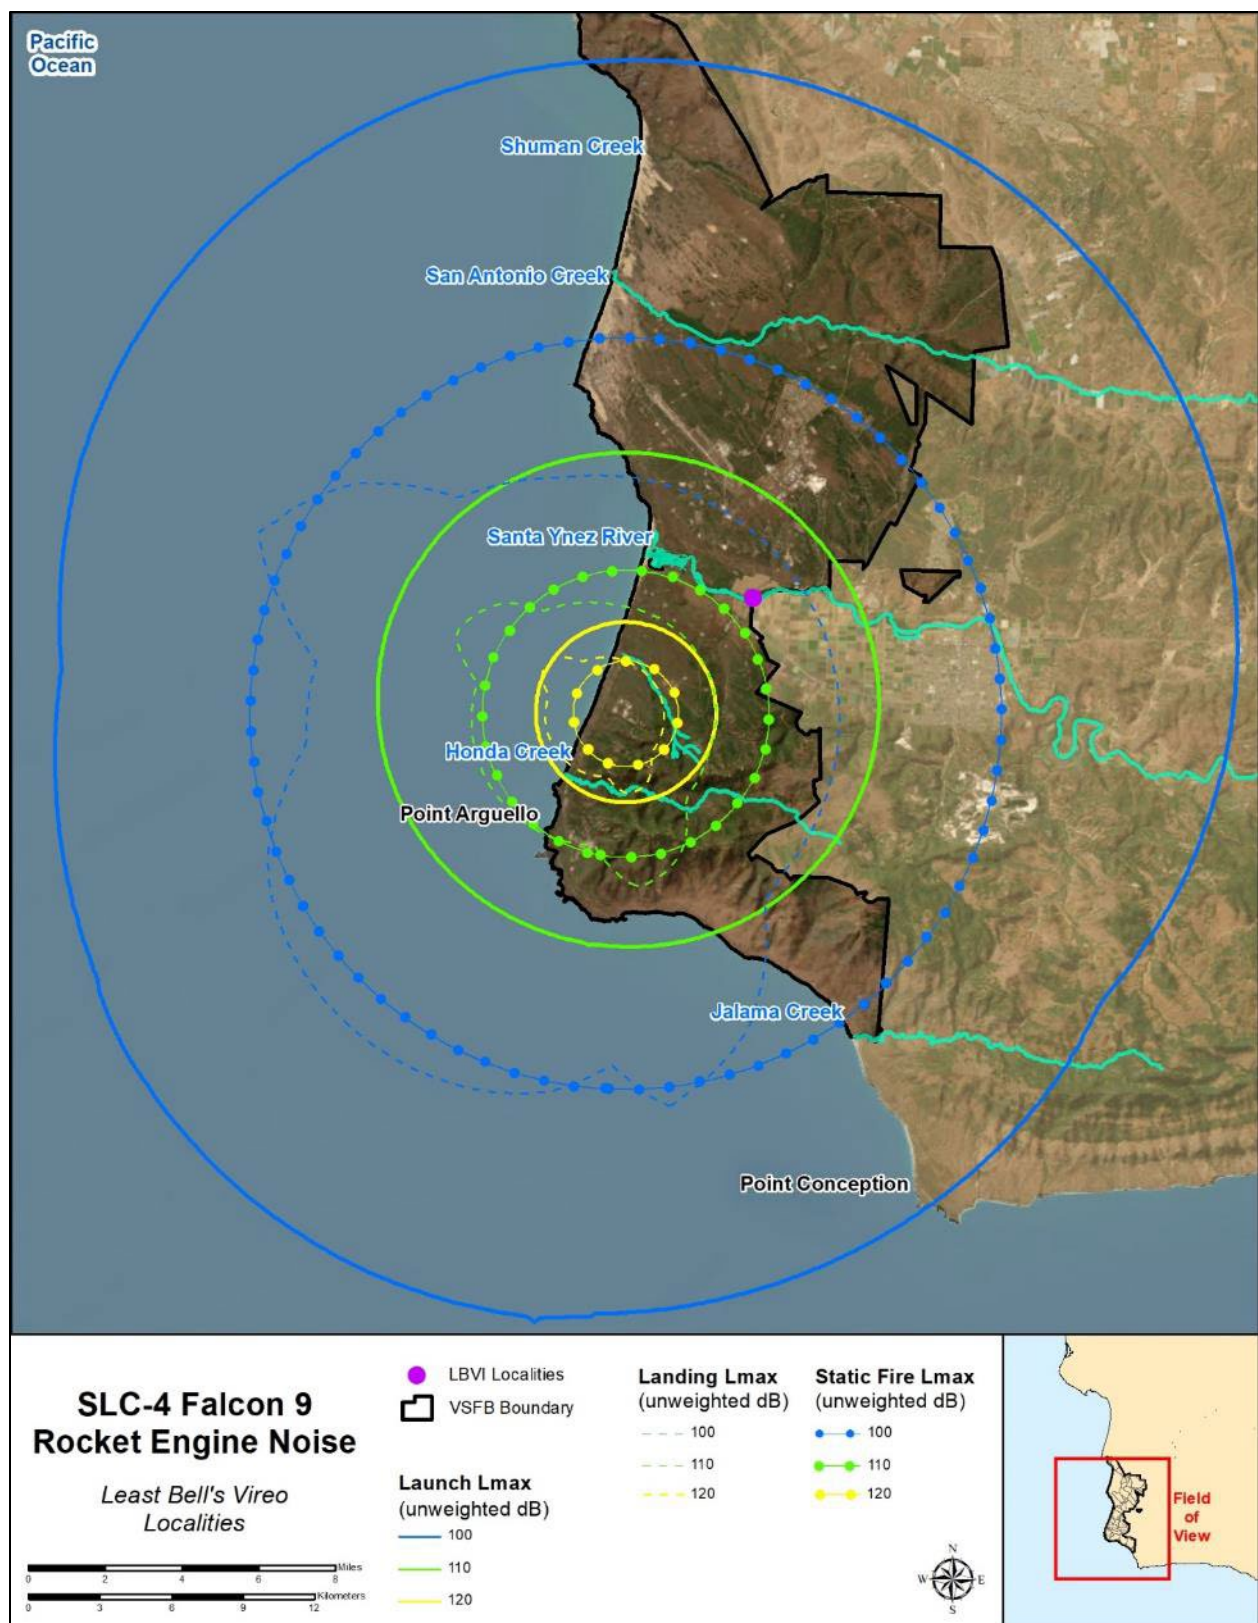 Pacific
Ocean
Shuman Creek
San Antonio Creek
Santa Ynez River
Honda Creek
Point Arguello
Jalama Creek
Point Conception
SLC-4 Falcon 9
Rocket Engine Noise
Least Bell's Vireo
Localities
Miles
0 2 4 6 8
Kilometers
0 3 6 9 12
LBVI Localities
VSFB Boundary
Launch Lmax
(unweighted dB)
100
110
120
Landing Lmax
(unweighted dB)
100
110
120
Static Fire Lmax
(unweighted dB)
100
110
120
N
W E
S
Field
of
View